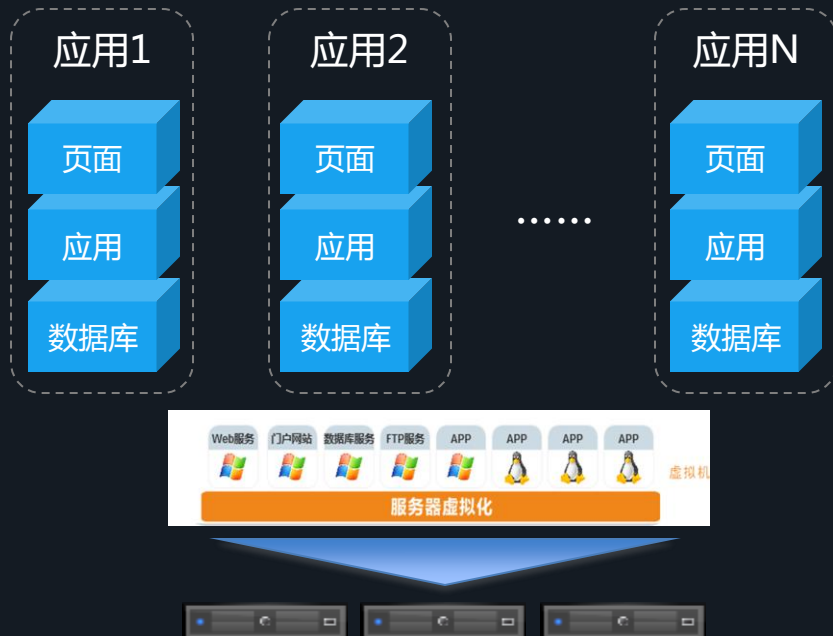 应用1
应用2
应用N
页面
页面
页面
应用
应用
......
应用
数据库
数据库
数据库
Web服务
门户网站
数据库服务
FTP服务
APP
APP
APP
APP
虚拟机
服务器虚拟化